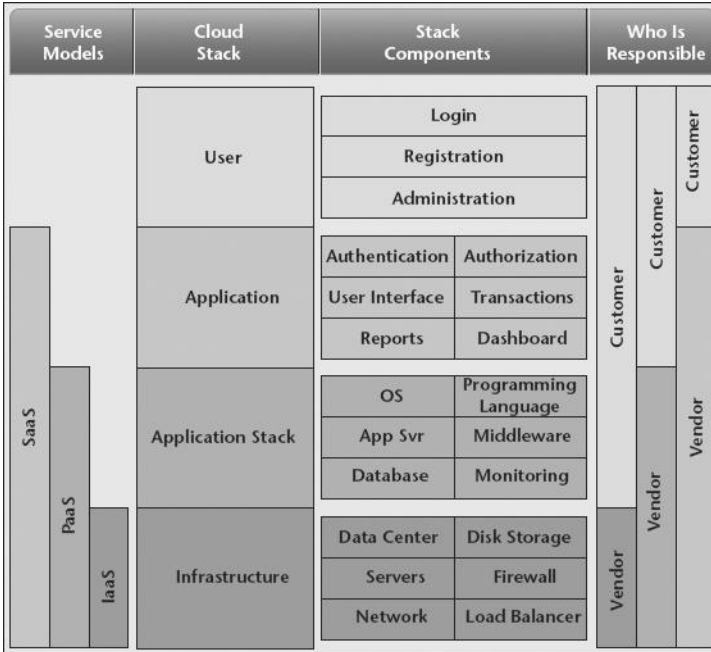 Service
Models
Cloud
Stack
Stack
Components
Who Is
Responsible
User
Login
Registration
Administration
Application
Authentication
Authorization
User Interface
Transactions
Reports
Dashboard
Application Stack
OS
Programming
Language
App Svr
Middleware
Database
Monitoring
Infrastructure
Data Center
Disk Storage
Servers
Firewall
Network
Load Balancer
SaaS
PaaS
IaaS
Customer
Vendor
Customer
Vendor
Customer
Vendor